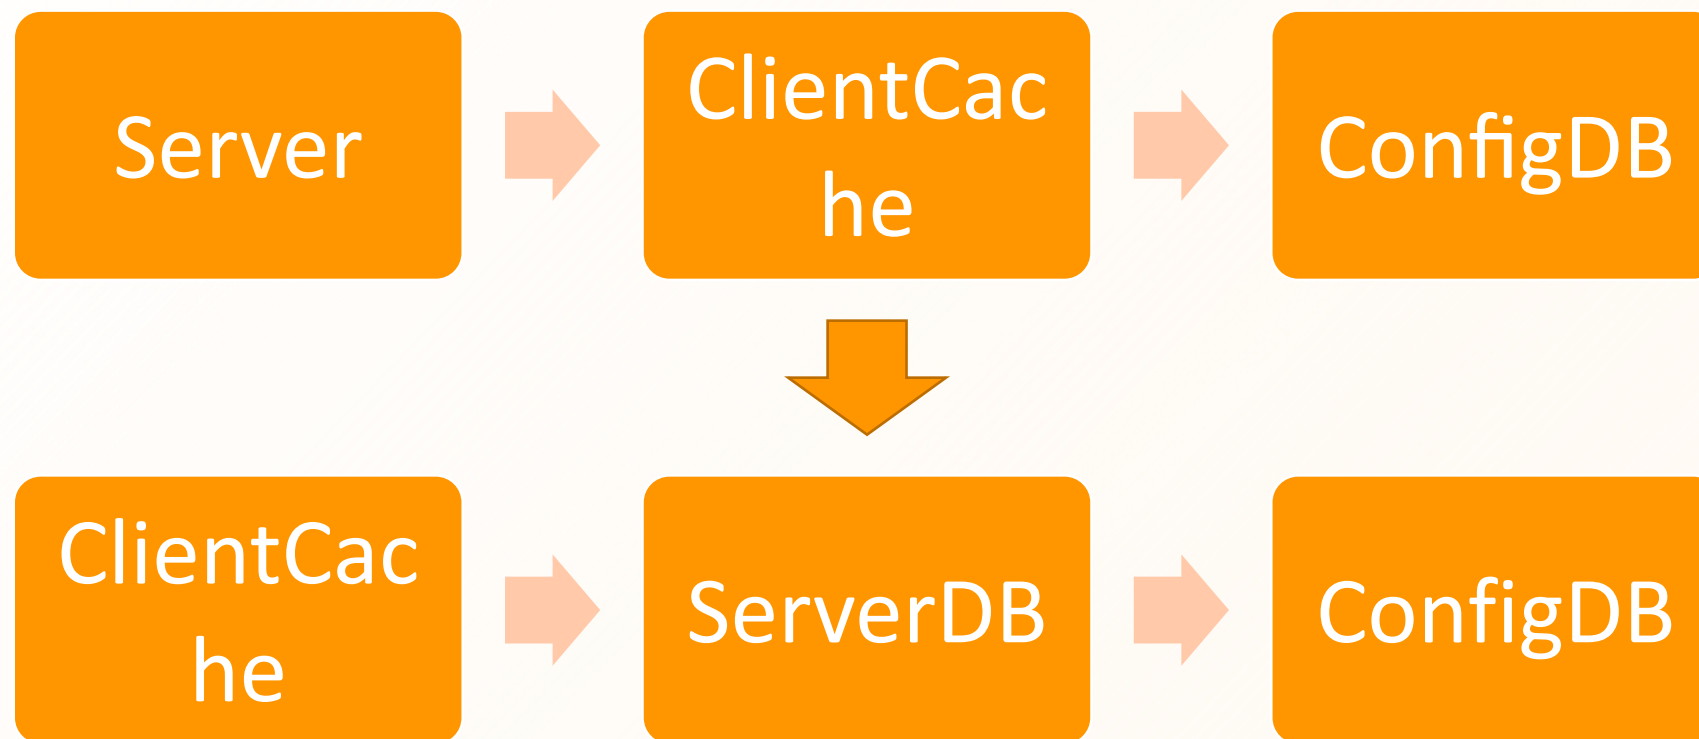 Server
ClientCac
he
ConfigDB
ClientCac
he
ServerDB
ConfigDB